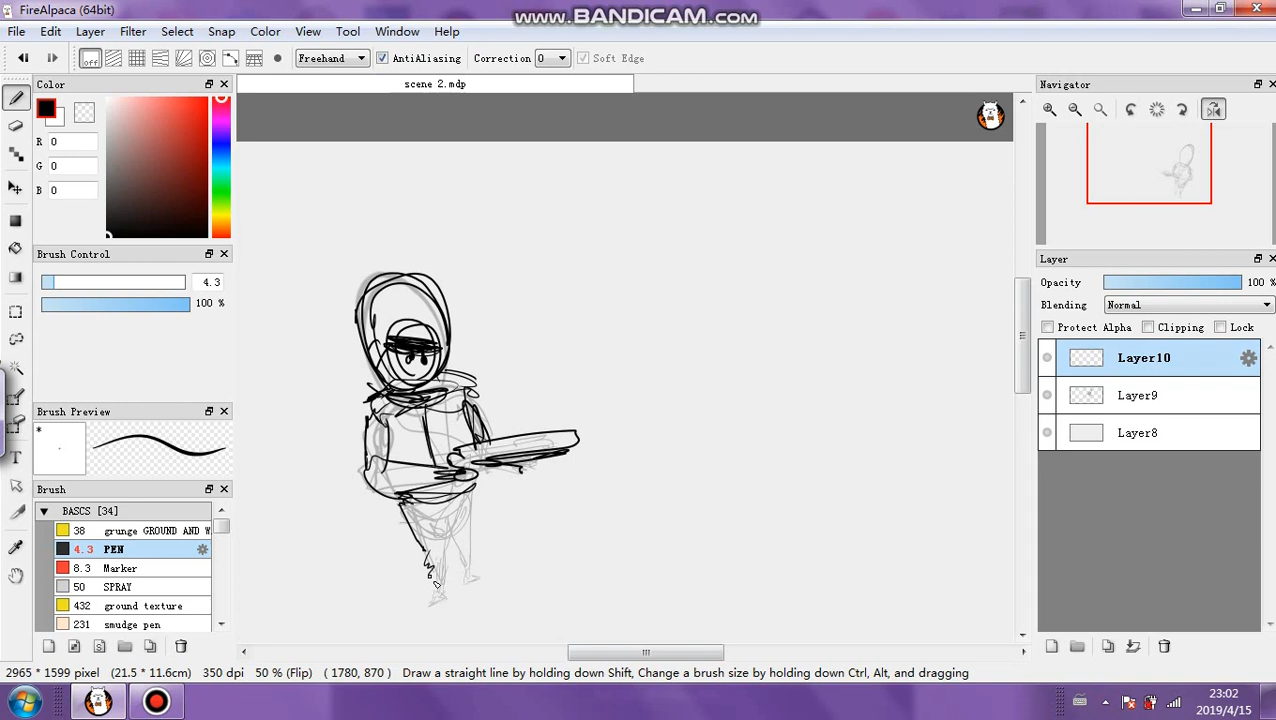 FireAlpaca (64bit)
www.BANDICAM.com
File Edit Layer Filter Select Snap Color View Tool Window Help
off Freehand AntiAliasing Correction 0 Soft Edge
Color
scene 2.mdp
Navigator
R 0
G 0
B 0
Brush Control
4.3
100 %
Layer
Opacity 100 %
Blending Normal
Protect Alpha Clipping Lock
Layer10
Layer9
Layer8
Brush Preview
*
T
Brush
BASCS [34]
38 grunge GROUND AND W
4.3 PEN
8.3 Marker
50 SPRAY
432 ground texture
231 smudge pen
2965 * 1599 pixel (21.5 * 11.6cm) 350 dpi 50 % (Flip) ( 1780, 870 ) Draw a straight line by holding down Shift, Change a brush size by holding down Ctrl, Alt, and dragging
23:02
2019/4/15